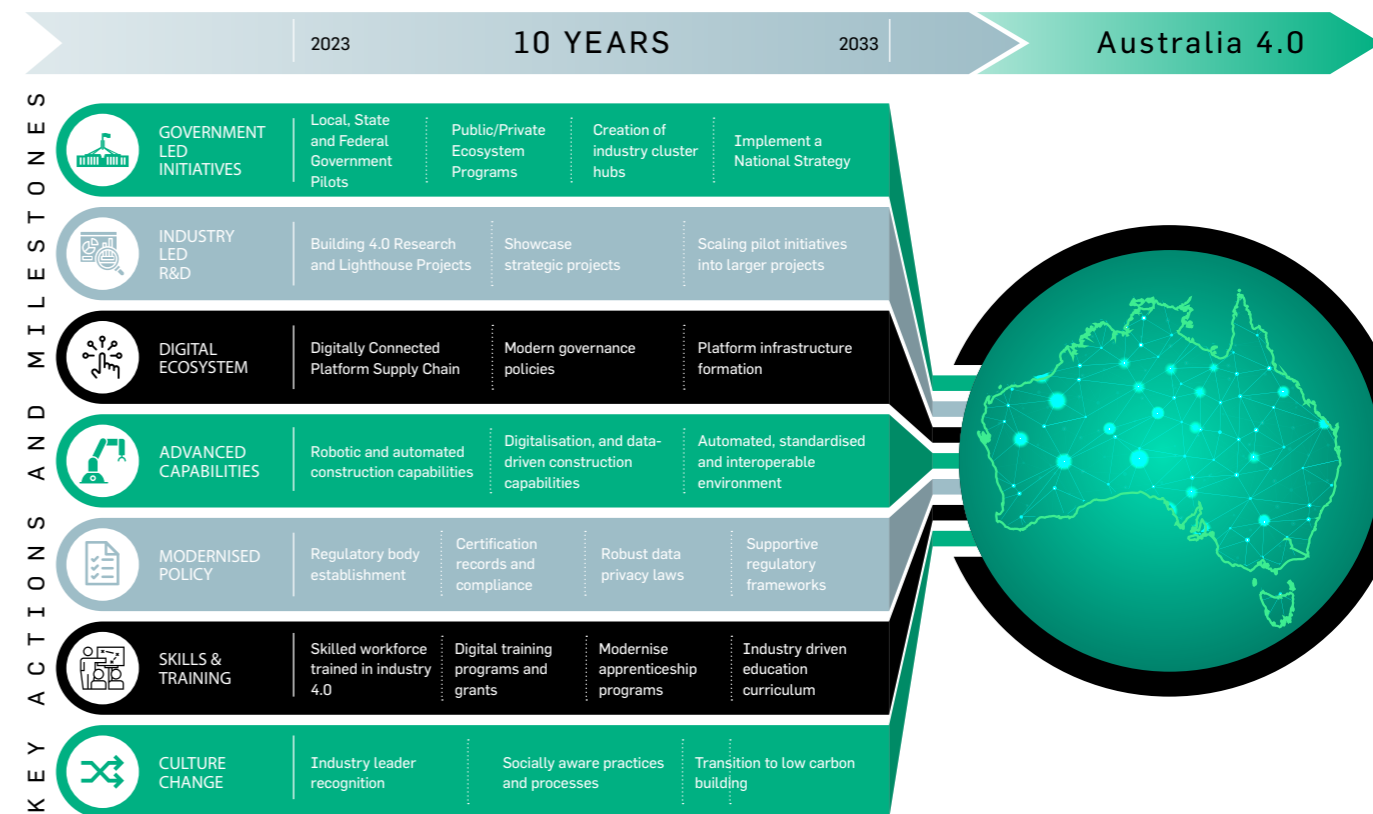 2023
10 YEARS
2033
Australia 4.0
KEY ACTIONS AND MILESTONES
GOVERNMENT
LED
INITIATIVES
Local, State
and Federal
Government
Pilots
Public/Private
Ecosystem
Programs
Creation of
industry cluster
hubs
Implement a
National Strategy
INDUSTRY
LED
R&D
Building 4.0 Research
and Lighthouse Projects
Showcase
strategic projects
Scaling pilot initiatives
into larger projects
DIGITAL
ECOSYSTEM
Digitally Connected
Platform Supply Chain
Modern governance
policies
Platform infrastructure
formation
ADVANCED
CAPABILITIES
Robotic and automated
construction capabilities
Digitalisation, and data-
driven construction
capabilities
Automated, standardised
and interoperable
environment
MODERNISED
POLICY
Regulatory body
establishment
Certification
records and
compliance
Robust data
privacy laws
Supportive
regulatory
frameworks
SKILLS &
TRAINING
Skilled workforce
trained in industry
4.0
Digital training
programs and
grants
Modernise
apprenticeship
programs
Industry driven
education
curriculum
CULTURE
CHANGE
Industry leader
recognition
Socially aware practices
and processes
Transition to low carbon
building